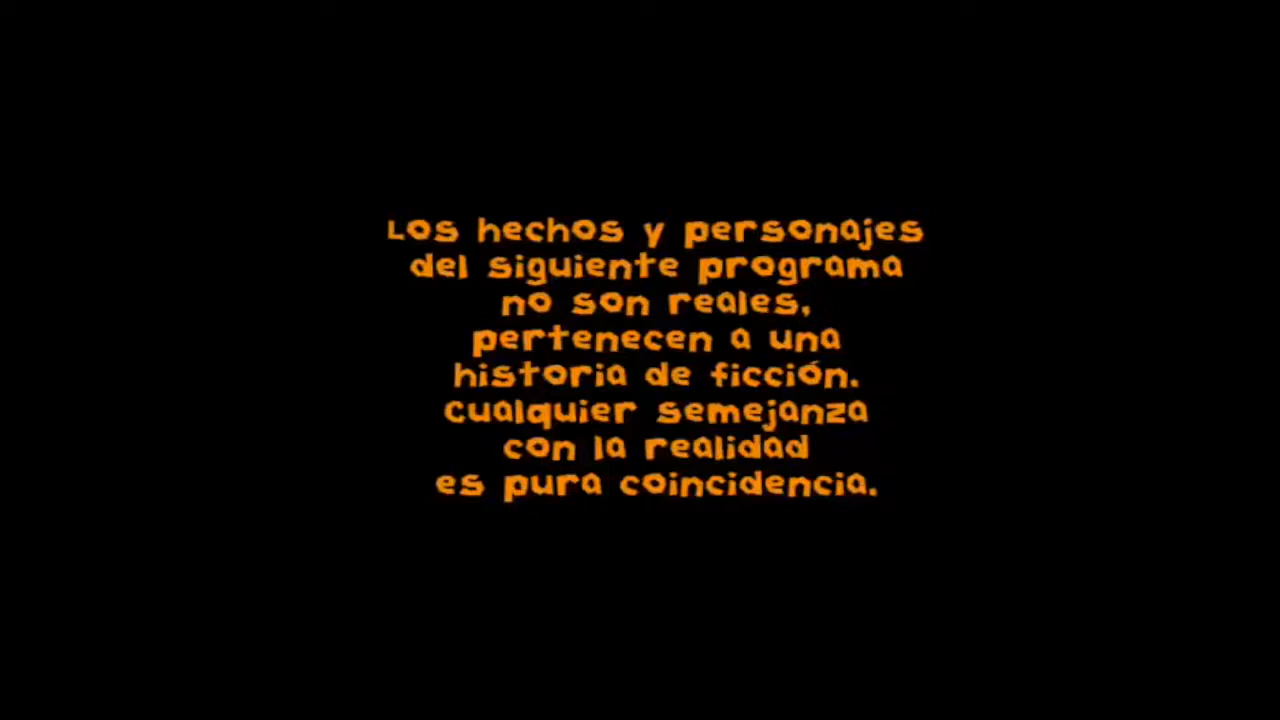 Los hechos y personajes
del siguiente programa
no son reales,
pertenecen a una
historia de ficción.
cualquier semejanza
con la realidad
es pura coincidencia.